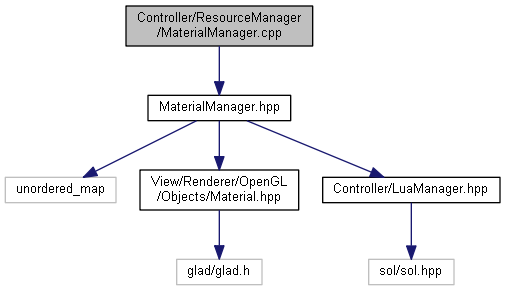 Controller/ResourceManager
/MaterialManager.cpp
MaterialManager.hpp
unordered_map
View/Renderer/OpenGL
/Objects/Material.hpp
Controller/LuaManager.hpp
glad/glad.h
sol/sol.hpp